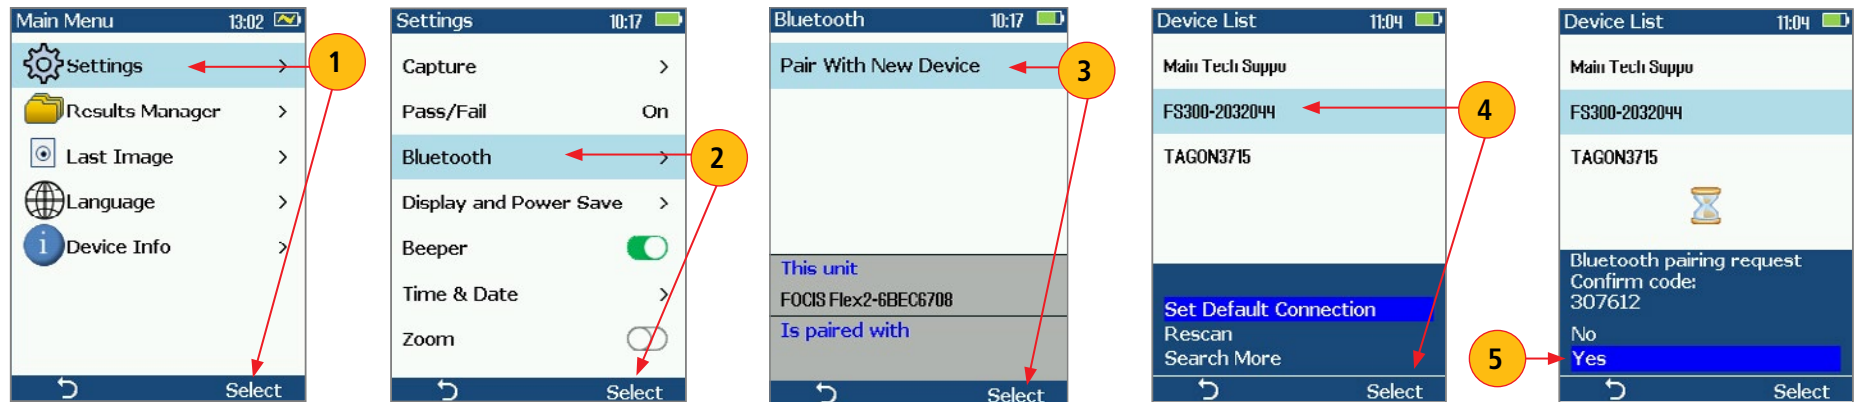 Main Menu 13:02
Settings >
Results Manager >
Last Image >
Language >
Device Info >
Select
1
Settings 10:17
Capture >
Pass/Fail On
Bluetooth >
Display and Power Save >
Beeper
Time & Date >
Zoom
Select
2
Bluetooth 10:17
Pair With New Device
This unit
FOCIS Flex2-6BEC6708
Is paired with
Select
3
Device List 11:04
Main Tech Suppo
FS300-2032044
TAGON3715
Set Default Connection
Rescan
Search More
Select
4
Device List 11:04
Main Tech Suppo
FS300-2032044
TAGON3715
Bluetooth pairing request
Confirm code:
307612
No
Yes
Select
5